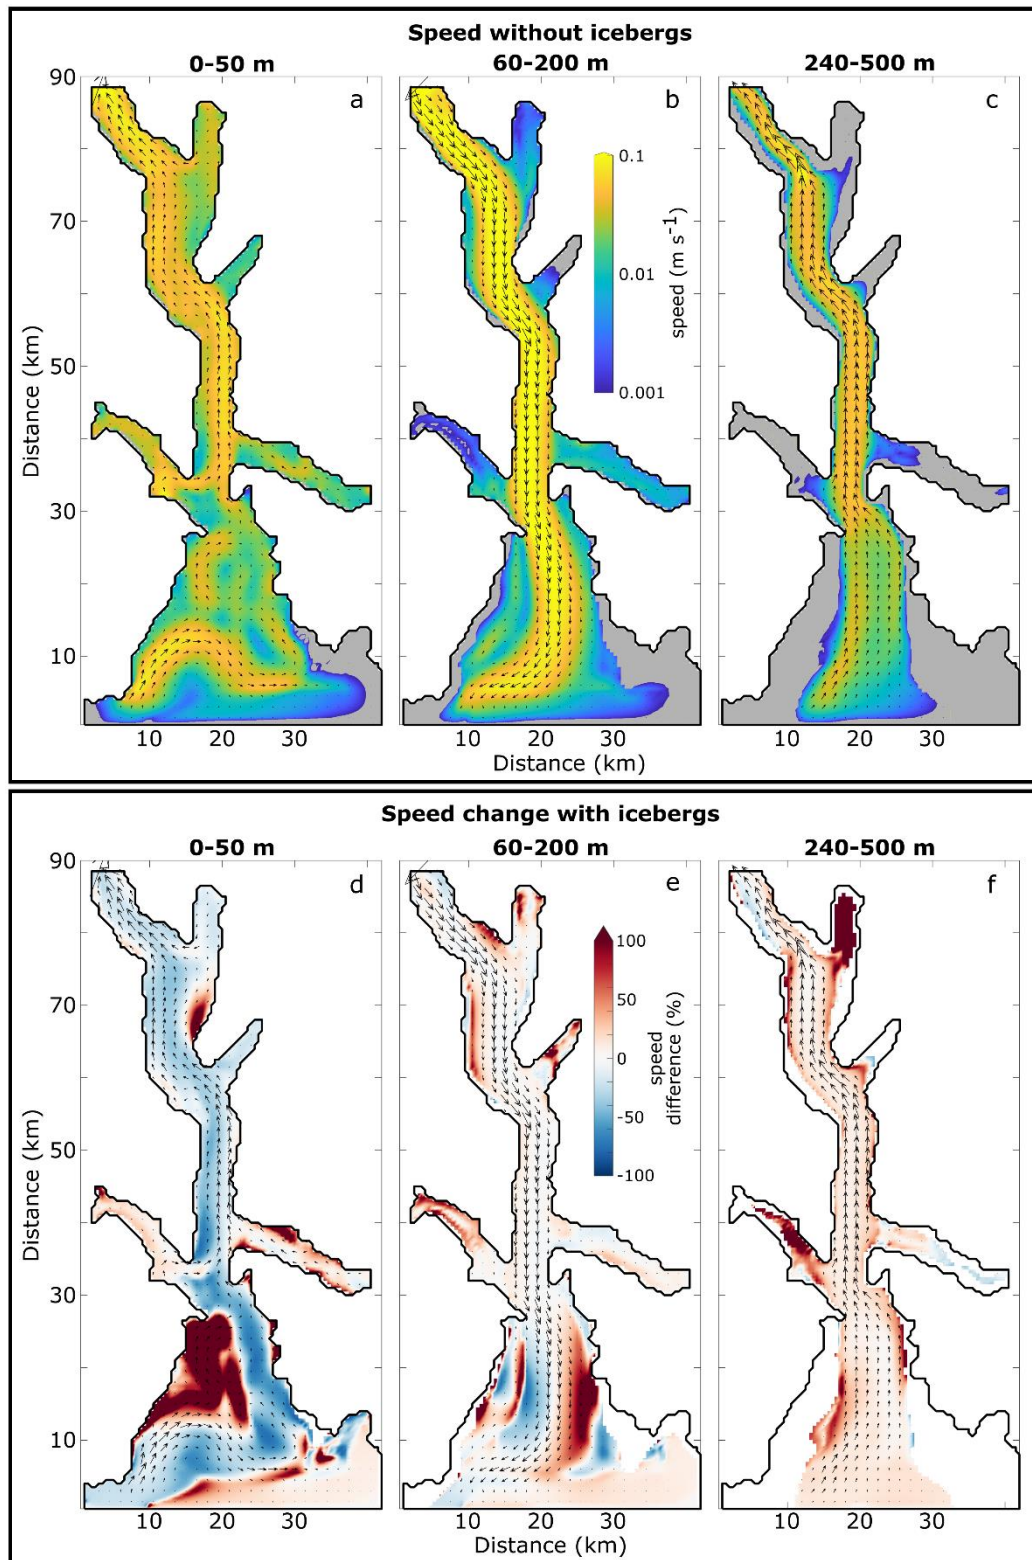 Speed without icebergs
0-50 m 60-200 m 240-500 m
90 a b c
0.1
70
speed (m s⁻¹)
0.01
50
0.001
Distance (km)
30
10
10 20 30 10 20 30 10 20 30
Distance (km)
Speed change with icebergs
0-50 m 60-200 m 240-500 m
90 d e f
100
70
50
speed
difference (%)
0
-50
50
-100
Distance (km)
30
10
10 20 30 10 20 30 10 20 30
Distance (km)